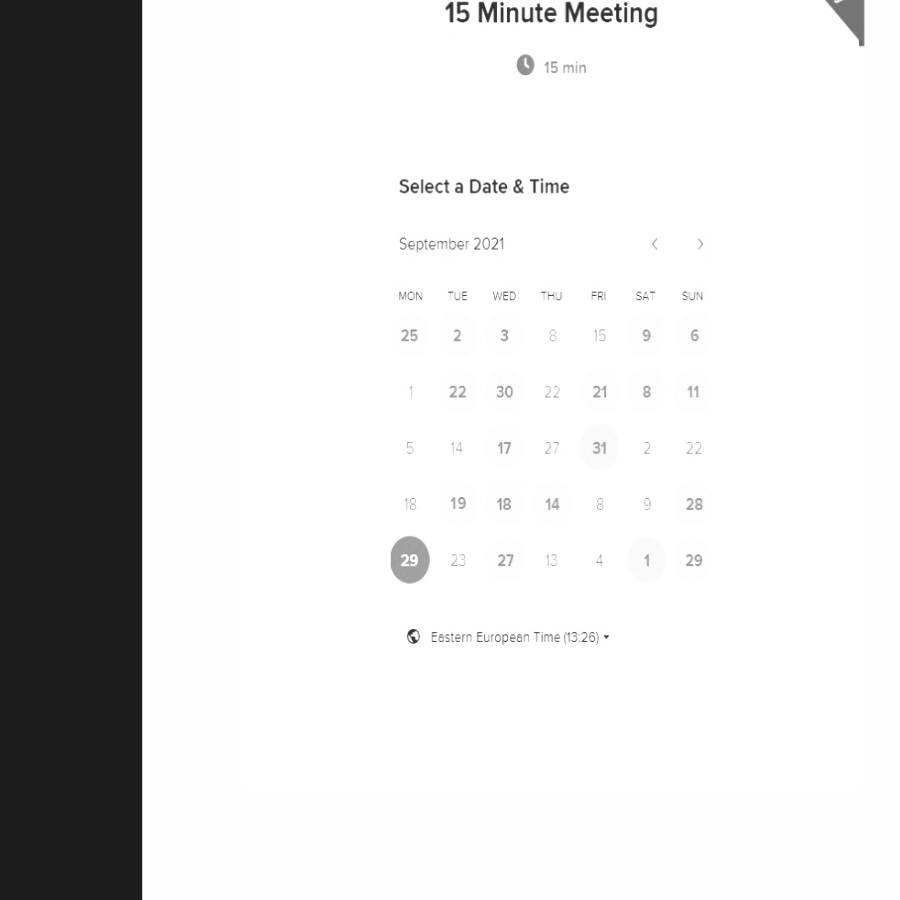 15 Minute Meeting
15 min
Select a Date & Time
September 2021
MON TUE WED THU FRI SAT SUN
25 2 3 8 15 9 6
1 22 30 22 21 8 11
5 14 17 27 31 2 22
18 19 18 14 8 9 28
29 23 27 13 4 1 29
Eastern European Time (13:26)